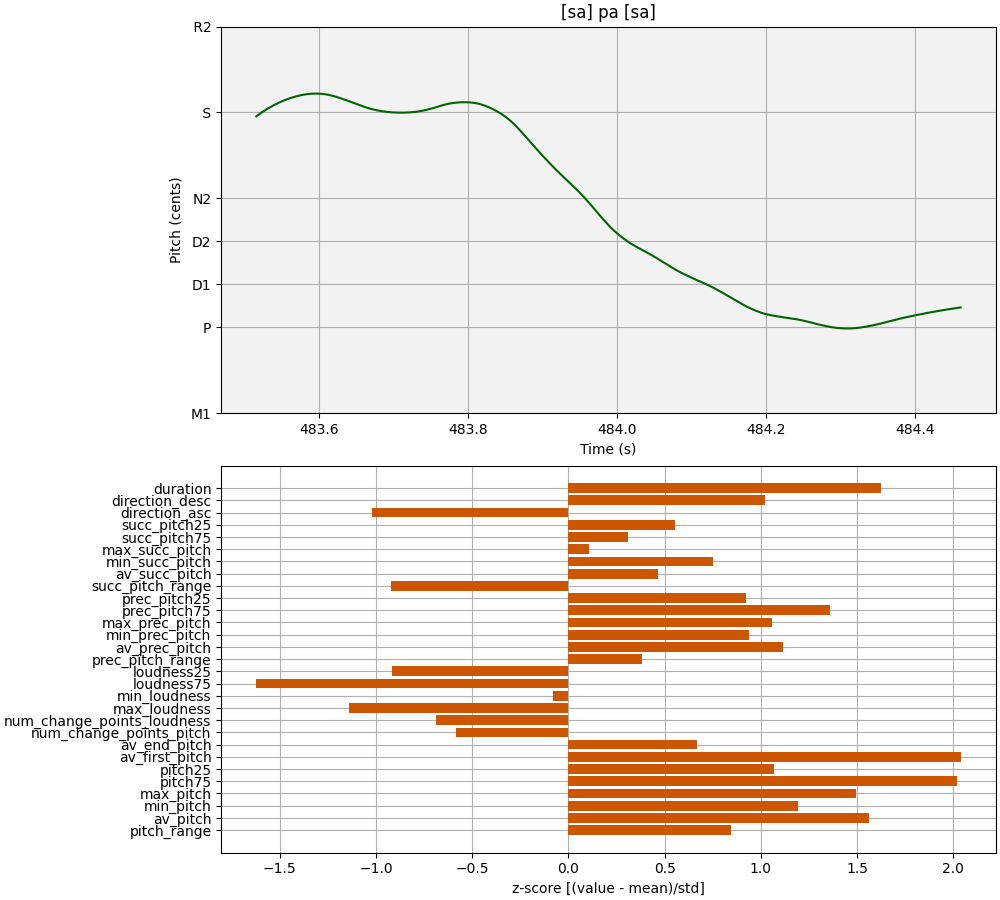 [sa] pa [sa]
R2
S
N2
D2
D1
P
M1
Pitch (cents)
483.6 483.8 484.0 484.2 484.4
Time (s)
duration
direction_desc
direction_asc
succ_pitch25
succ_pitch75
max_succ_pitch
min_succ_pitch
av_succ_pitch
succ_pitch_range
prec_pitch25
prec_pitch75
max_prec_pitch
min_prec_pitch
av_prec_pitch
prec_pitch_range
loudness25
loudness75
min_loudness
max_loudness
num_change_points_loudness
num_change_points_pitch
av_end_pitch
av_first_pitch
pitch25
pitch75
max_pitch
min_pitch
av_pitch
pitch_range
−1.5 −1.0 −0.5 0.0 0.5 1.0 1.5 2.0
z-score [(value - mean)/std]